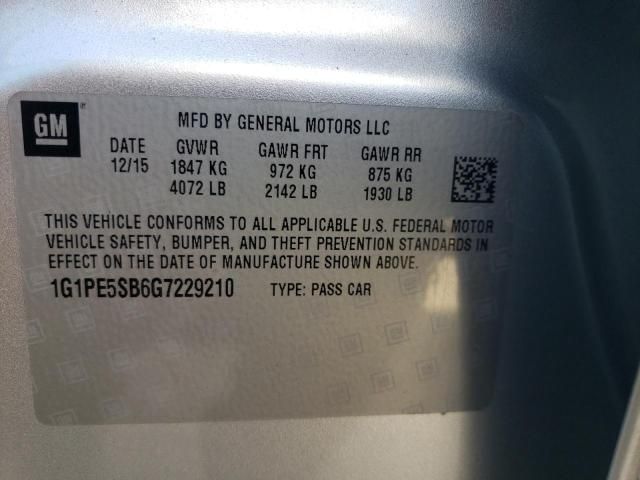 GM ®
MFD BY GENERAL MOTORS LLC
DATE GVWR GAWR FRT GAWR RR
12/15 1847 KG 972 KG 875 KG
4072 LB 2142 LB 1930 LB
THIS VEHICLE CONFORMS TO ALL APPLICABLE U.S. FEDERAL MOTOR
VEHICLE SAFETY, BUMPER, AND THEFT PREVENTION STANDARDS IN
EFFECT ON THE DATE OF MANUFACTURE SHOWN ABOVE.
1G1PE5SB6G7229210 TYPE: PASS CAR